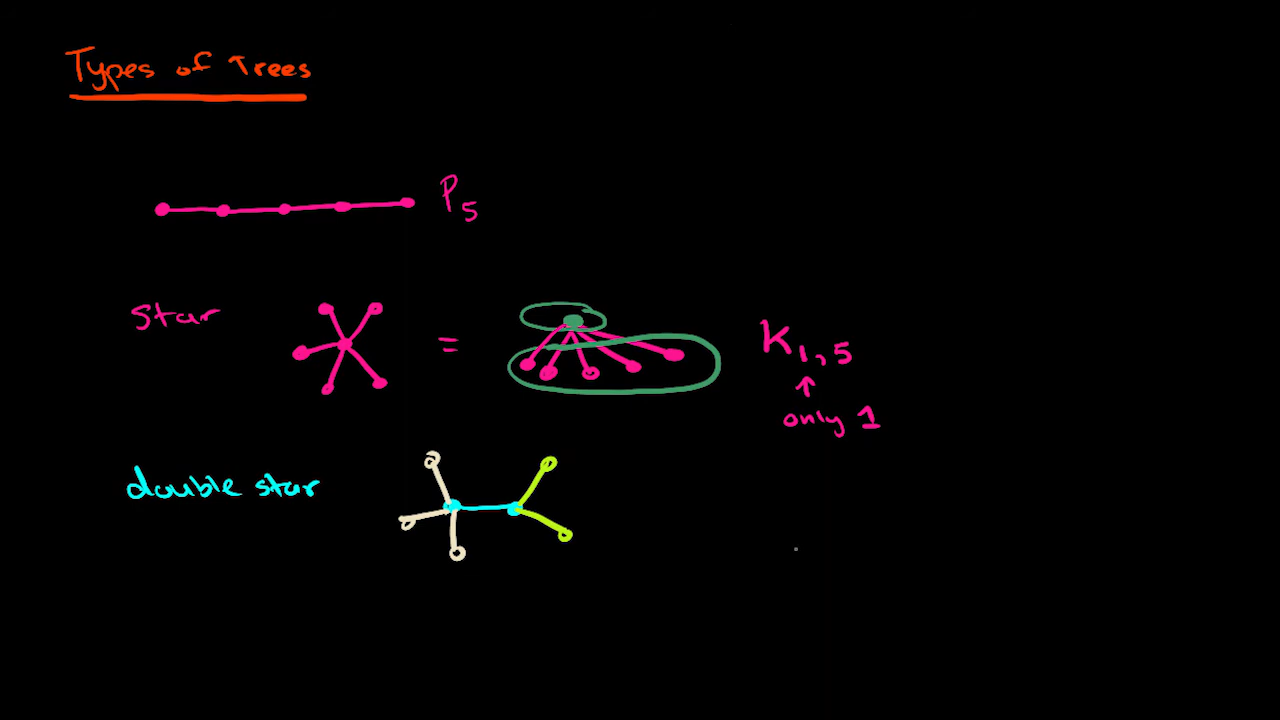 Types of Trees
P5
star = K1,5
only 1
double star